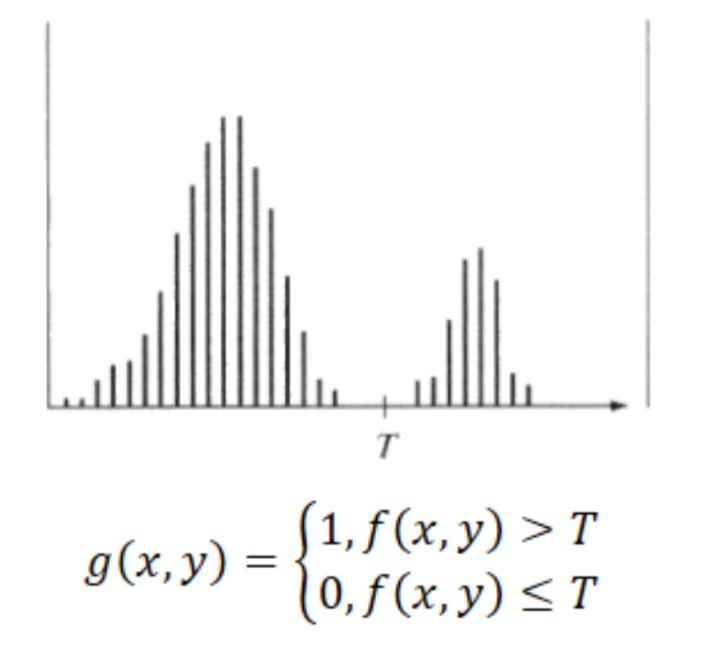 T
g(x, y) = {1, f(x, y) > T
0, f(x, y) ≤ T